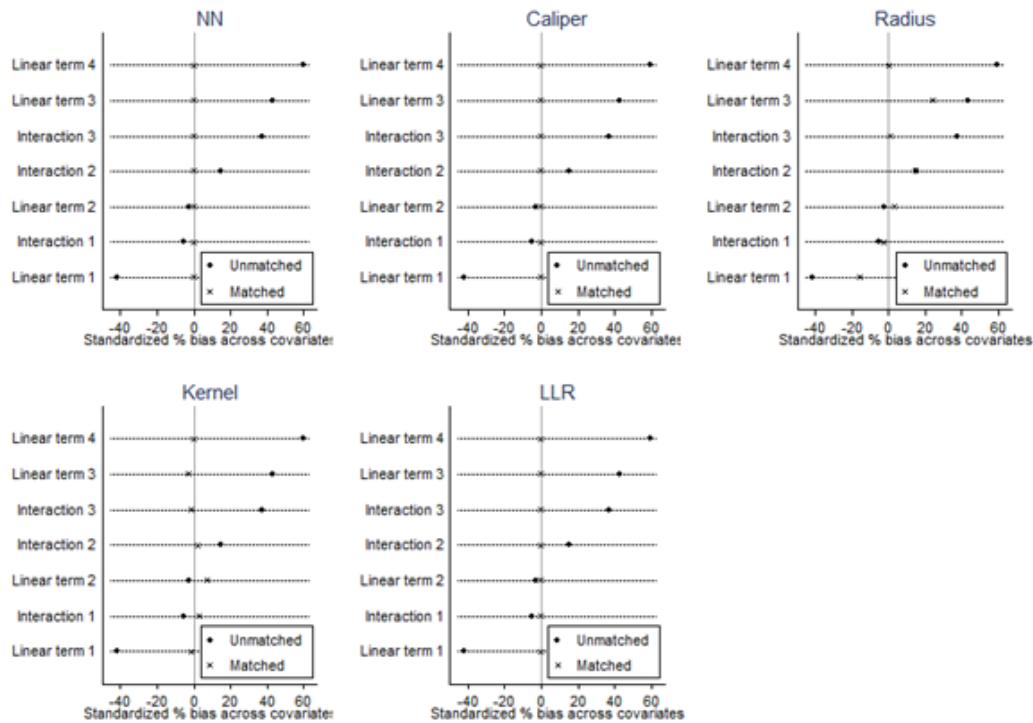 NN
Linear term 4
Linear term 3
Interaction 3
Interaction 2
Linear term 2
Interaction 1
Linear term 1
Unmatched
Matched
-40 -20 0 20 40 60
Standardized % bias across covariates
Caliper
Linear term 4
Linear term 3
Interaction 3
Interaction 2
Linear term 2
Interaction 1
Linear term 1
Unmatched
Matched
-40 -20 0 20 40 60
Standardized % bias across covariates
Radius
Linear term 4
Linear term 3
Interaction 3
Interaction 2
Linear term 2
Interaction 1
Linear term 1
Unmatched
Matched
-40 -20 0 20 40 60
Standardized % bias across covariates
Kernel
Linear term 4
Linear term 3
Interaction 3
Interaction 2
Linear term 2
Interaction 1
Linear term 1
Unmatched
Matched
-40 -20 0 20 40 60
Standardized % bias across covariates
LLR
Linear term 4
Linear term 3
Interaction 3
Interaction 2
Linear term 2
Interaction 1
Linear term 1
Unmatched
Matched
-40 -20 0 20 40 60
Standardized % bias across covariates